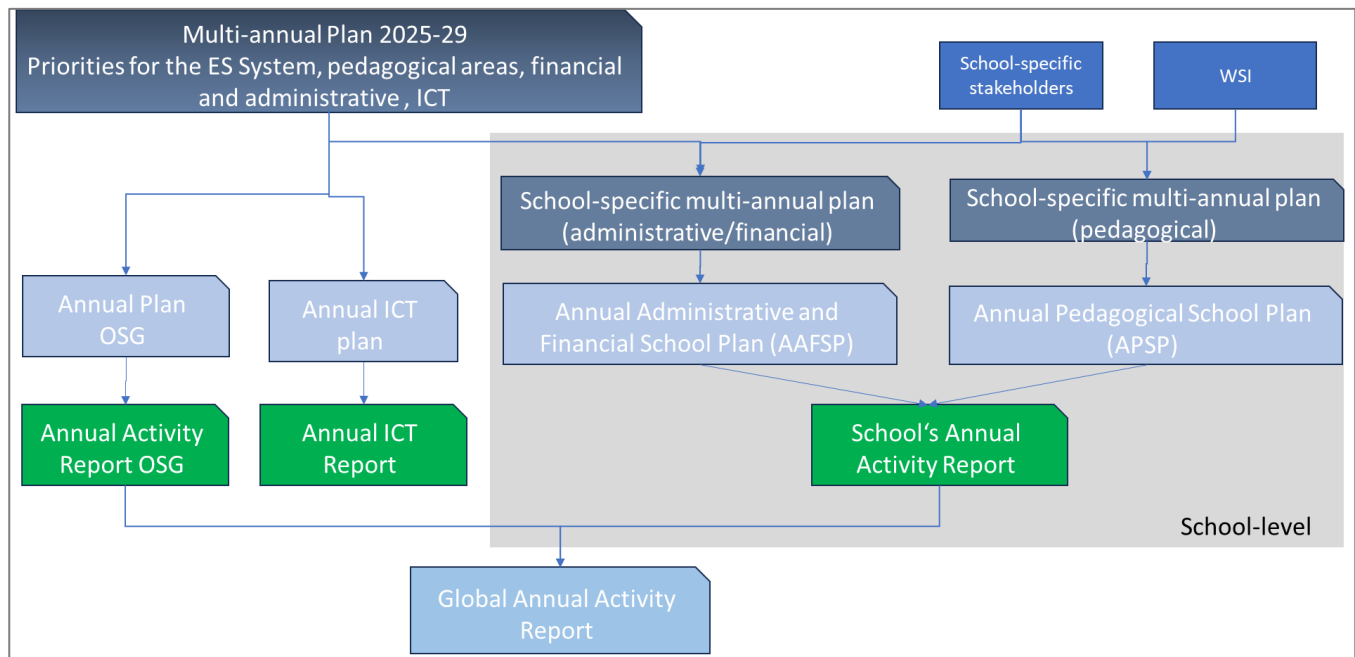 Multi-annual Plan 2025-29
Priorities for the ES System, pedagogical areas, financial
and administrative , ICT
School-specific
stakeholders
WSI
School-specific multi-annual plan
(administrative/financial)
School-specific multi-annual plan
(pedagogical)
Annual Plan
OSG
Annual ICT
plan
Annual Administrative and
Financial School Plan (AAFSP)
Annual Pedagogical School Plan
(APSP)
Annual Activity
Report OSG
Annual ICT
Report
School‘s Annual
Activity Report
School-level
Global Annual Activity
Report